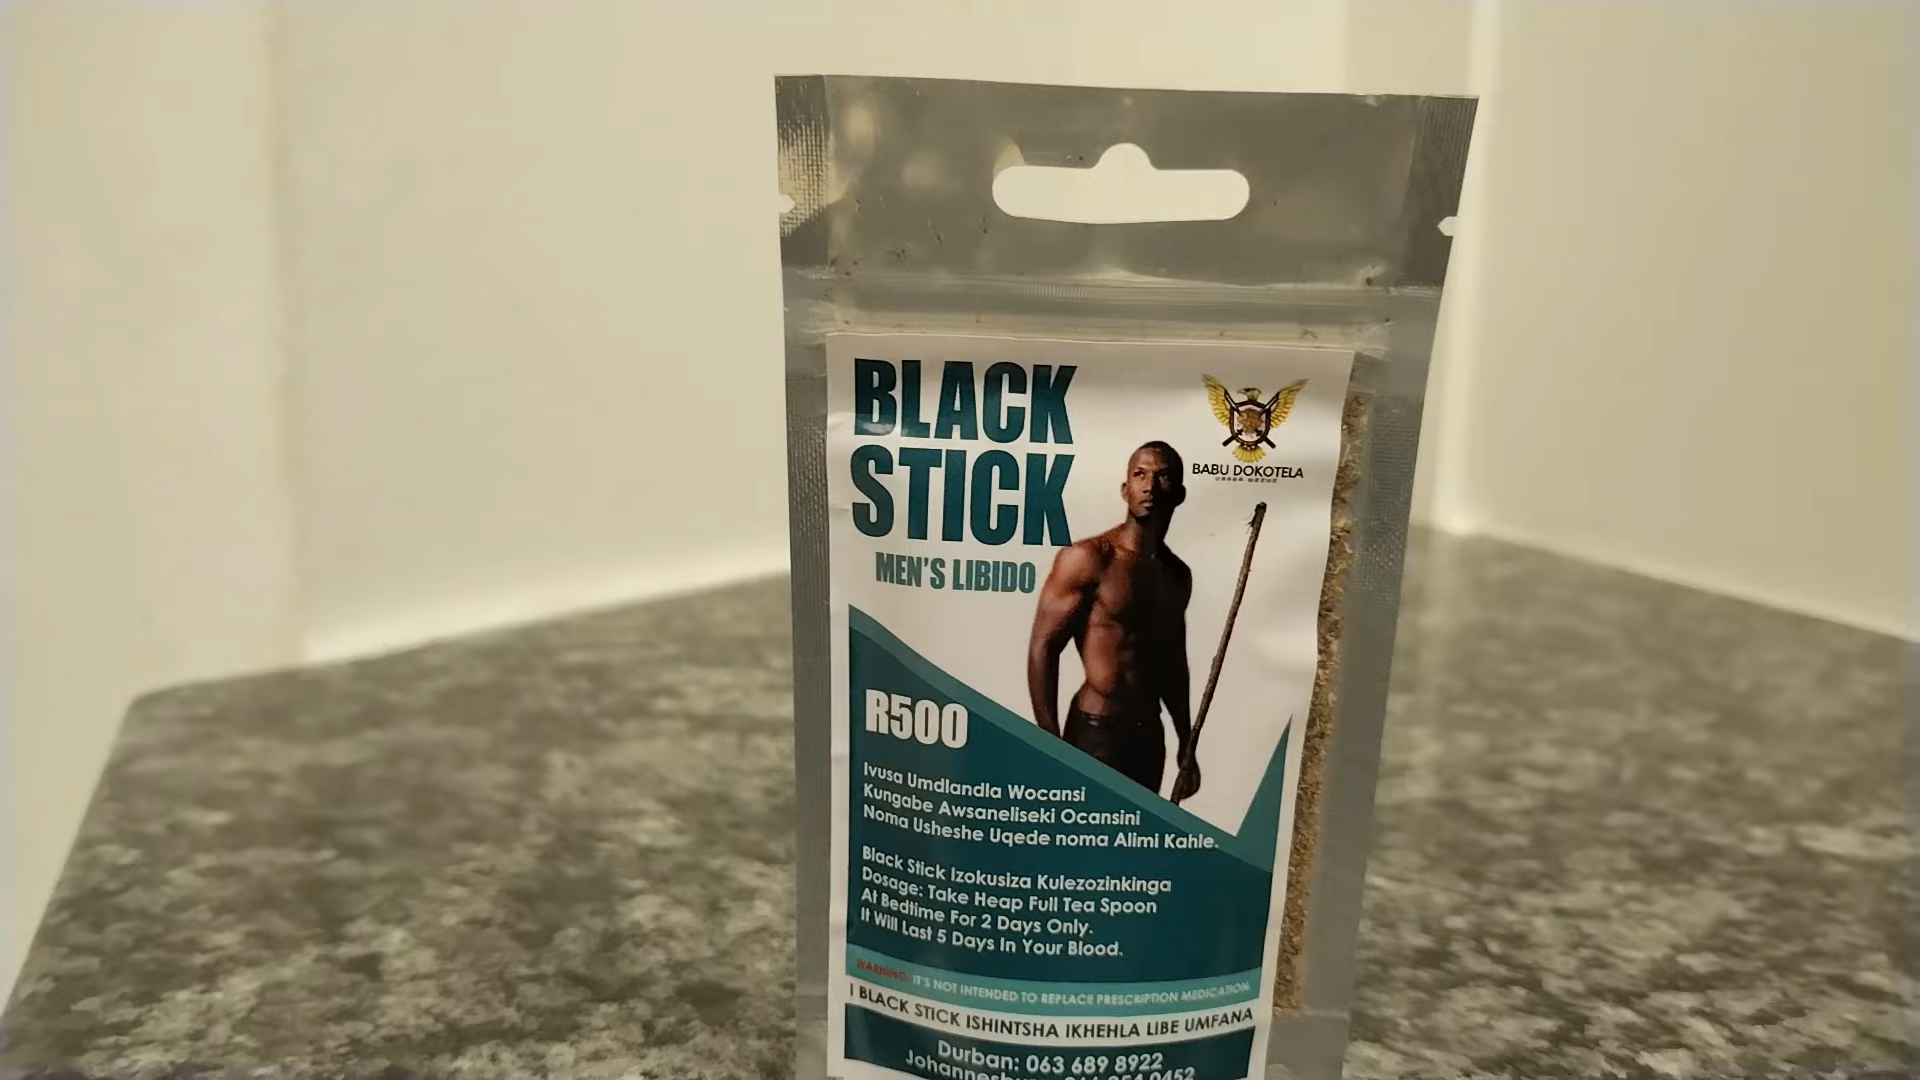 BLACK
STICK
MEN'S LIBIDO
BABU DOKOTELA
R500
Ivusa Umdlandla Wocansi
Kungabe Awsaneliseki Ocansini
Noma Usheshe Uqede noma Alimi Kahle.
Black Stick Izokusiza Kulezozinkinga
Dosage: Take Heap Full Tea Spoon
At Bedtime For 2 Days Only.
It Will Last 5 Days In Your Blood.
WARNING: IT'S NOT INTENDED TO REPLACE PRESCRIPTION MEDICATION.
I BLACK STICK ISHINTSHA IKHEHLA LIBE UMFANA
Durban: 063 689 8922